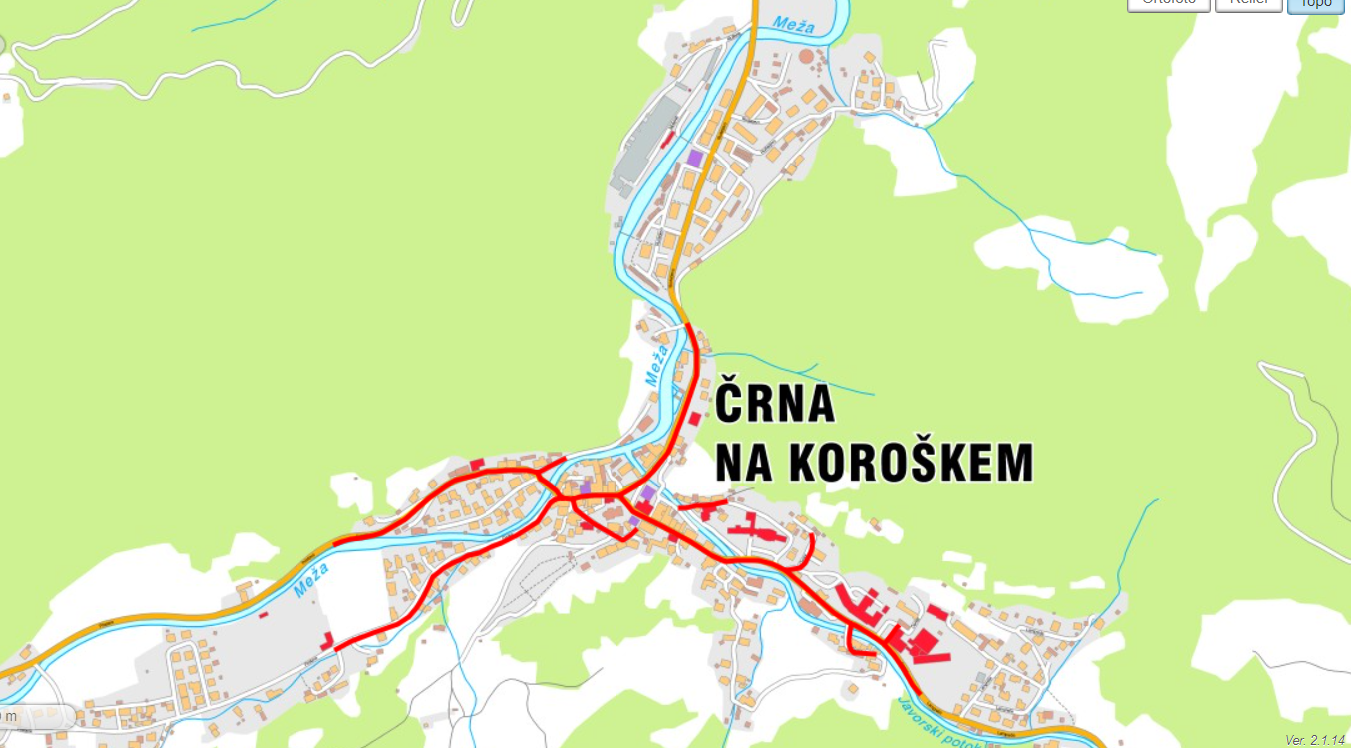 Ortofoto Relief Topo
Meža
Meža
ČRNA
NA KOROŠKEM
Meža
m
Javorski potok
Ver. 2.1.14